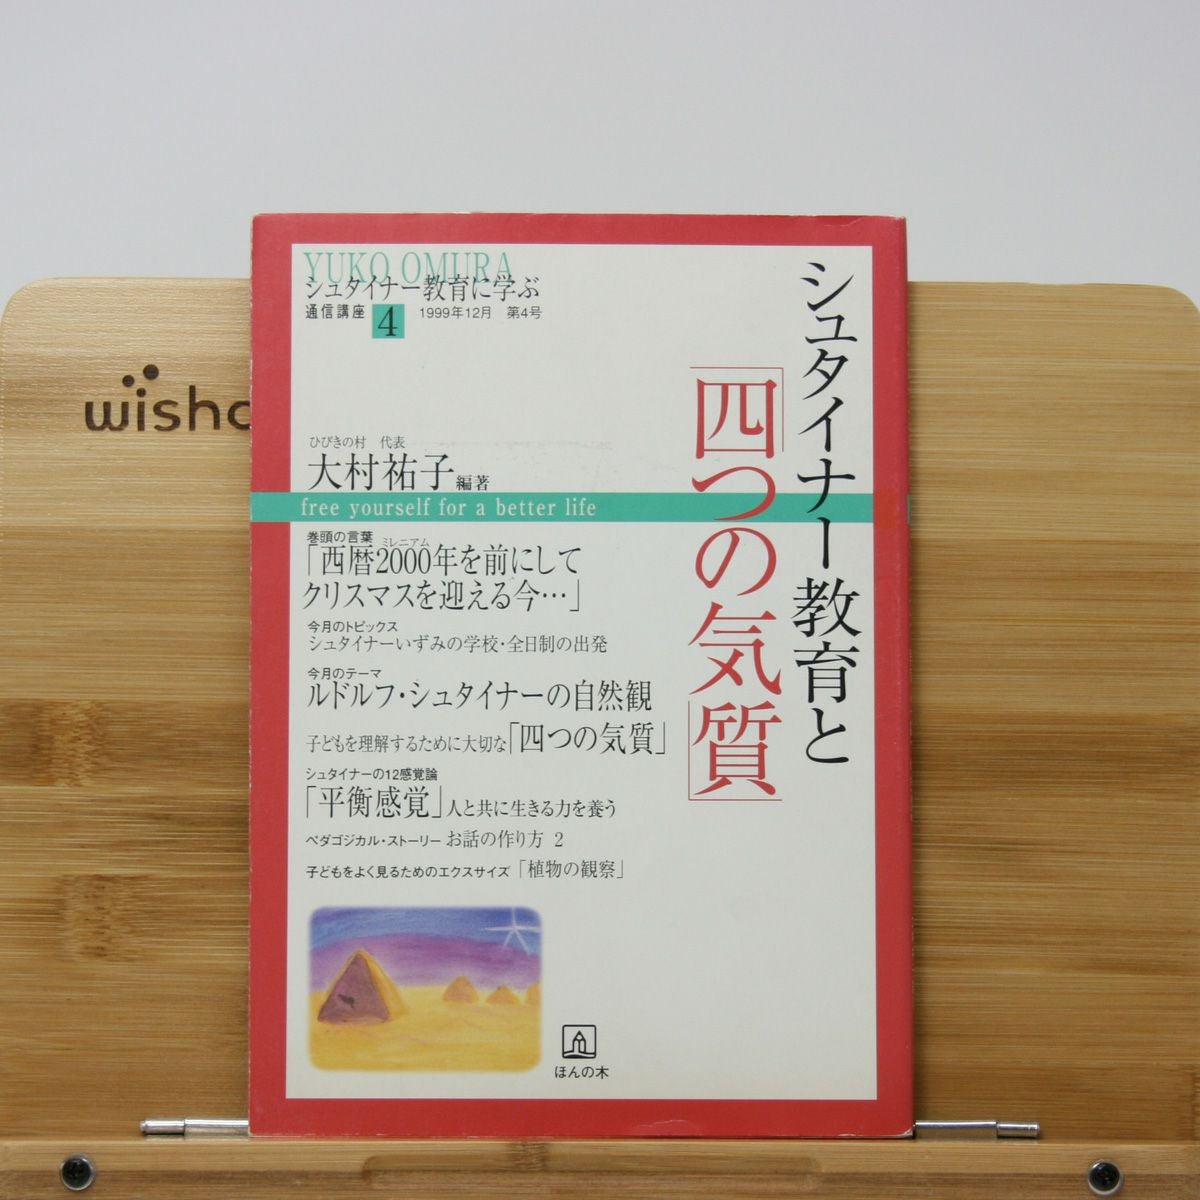 YUKO OMURA
シュタイナー教育に学ぶ
通信講座 4 1999年12月 第4号
シュタイナー教育と
「四つの気質」
wisho
ひびきの村 代表
大村祐子 編著
free yourself for a better life
巻頭の言葉
ミレニアム
「西暦2000年を前にして
クリスマスを迎える今…」
今月のトピックス
シュタイナーいずみの学校・全日制の出発
今月のテーマ
ルドルフ・シュタイナーの自然観
子どもを理解するために大切な「四つの気質」
シュタイナーの12感覚論
「平衡感覚」人と共に生きる力を養う
ペダゴジカル・ストーリー お話の作り方 2
子どもをよく見るためのエクスサイズ「植物の観察」
ほんの木